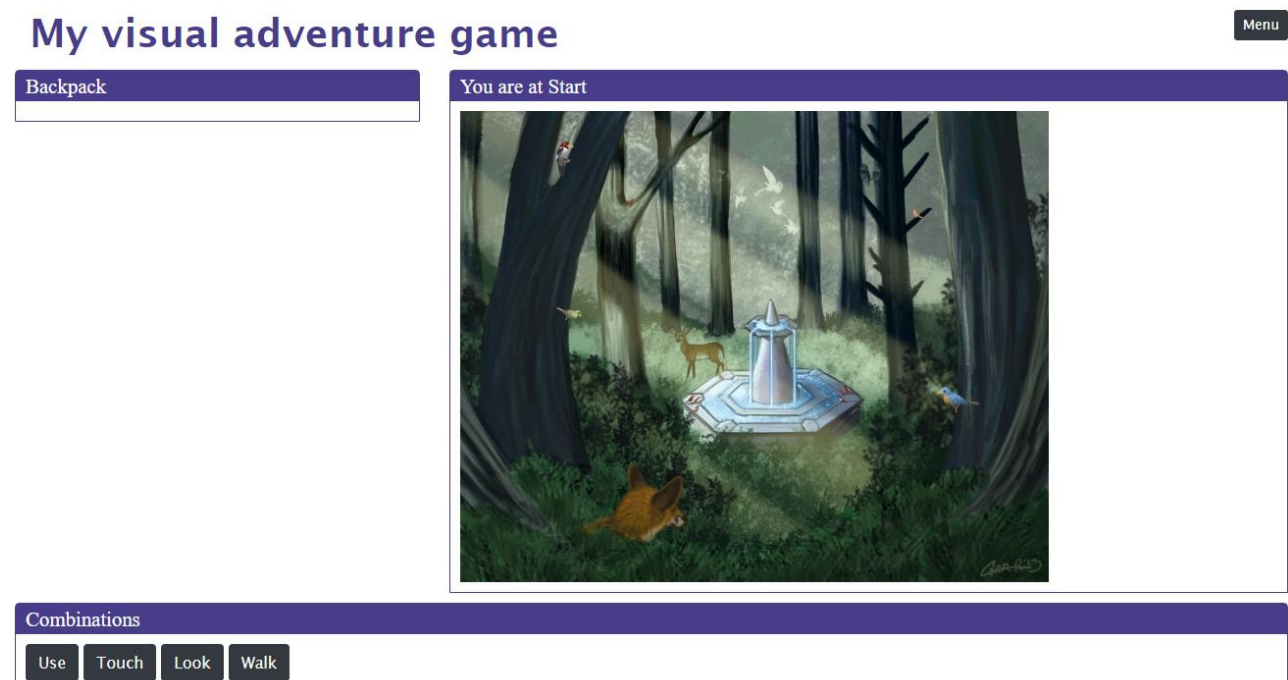 My visual adventure game
Menu
Backpack
You are at Start
Combinations
Use Touch Look Walk